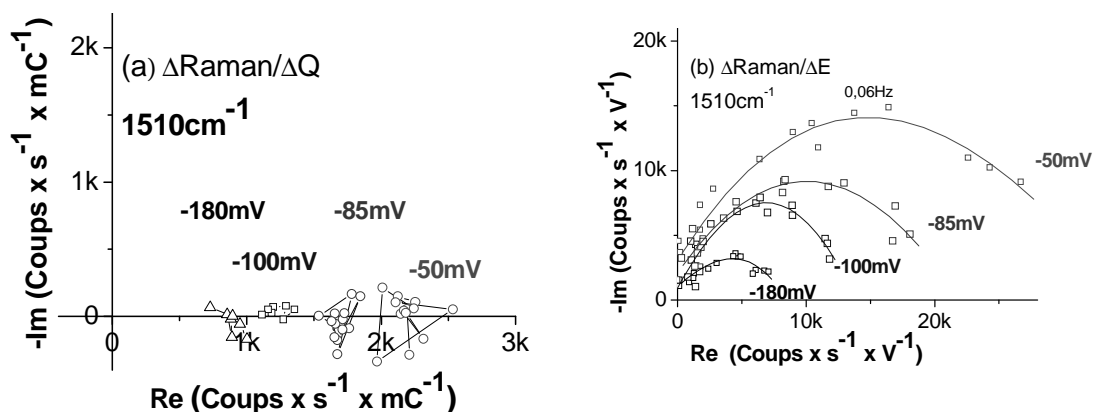 (a) ΔRaman/ΔQ
1510cm⁻¹
-180mV
-85mV
-100mV
-50mV
2k
1k
0
0
1k
2k
3k
-Im (Coups x s⁻¹ x mC⁻¹)
Re (Coups x s⁻¹ x mC⁻¹)
(b) ΔRaman/ΔE
1510cm⁻¹
0,06Hz
-50mV
-85mV
-100mV
-180mV
20k
10k
0
0
10k
20k
-Im (Coups x s⁻¹ x V⁻¹)
Re (Coups x s⁻¹ x V⁻¹)